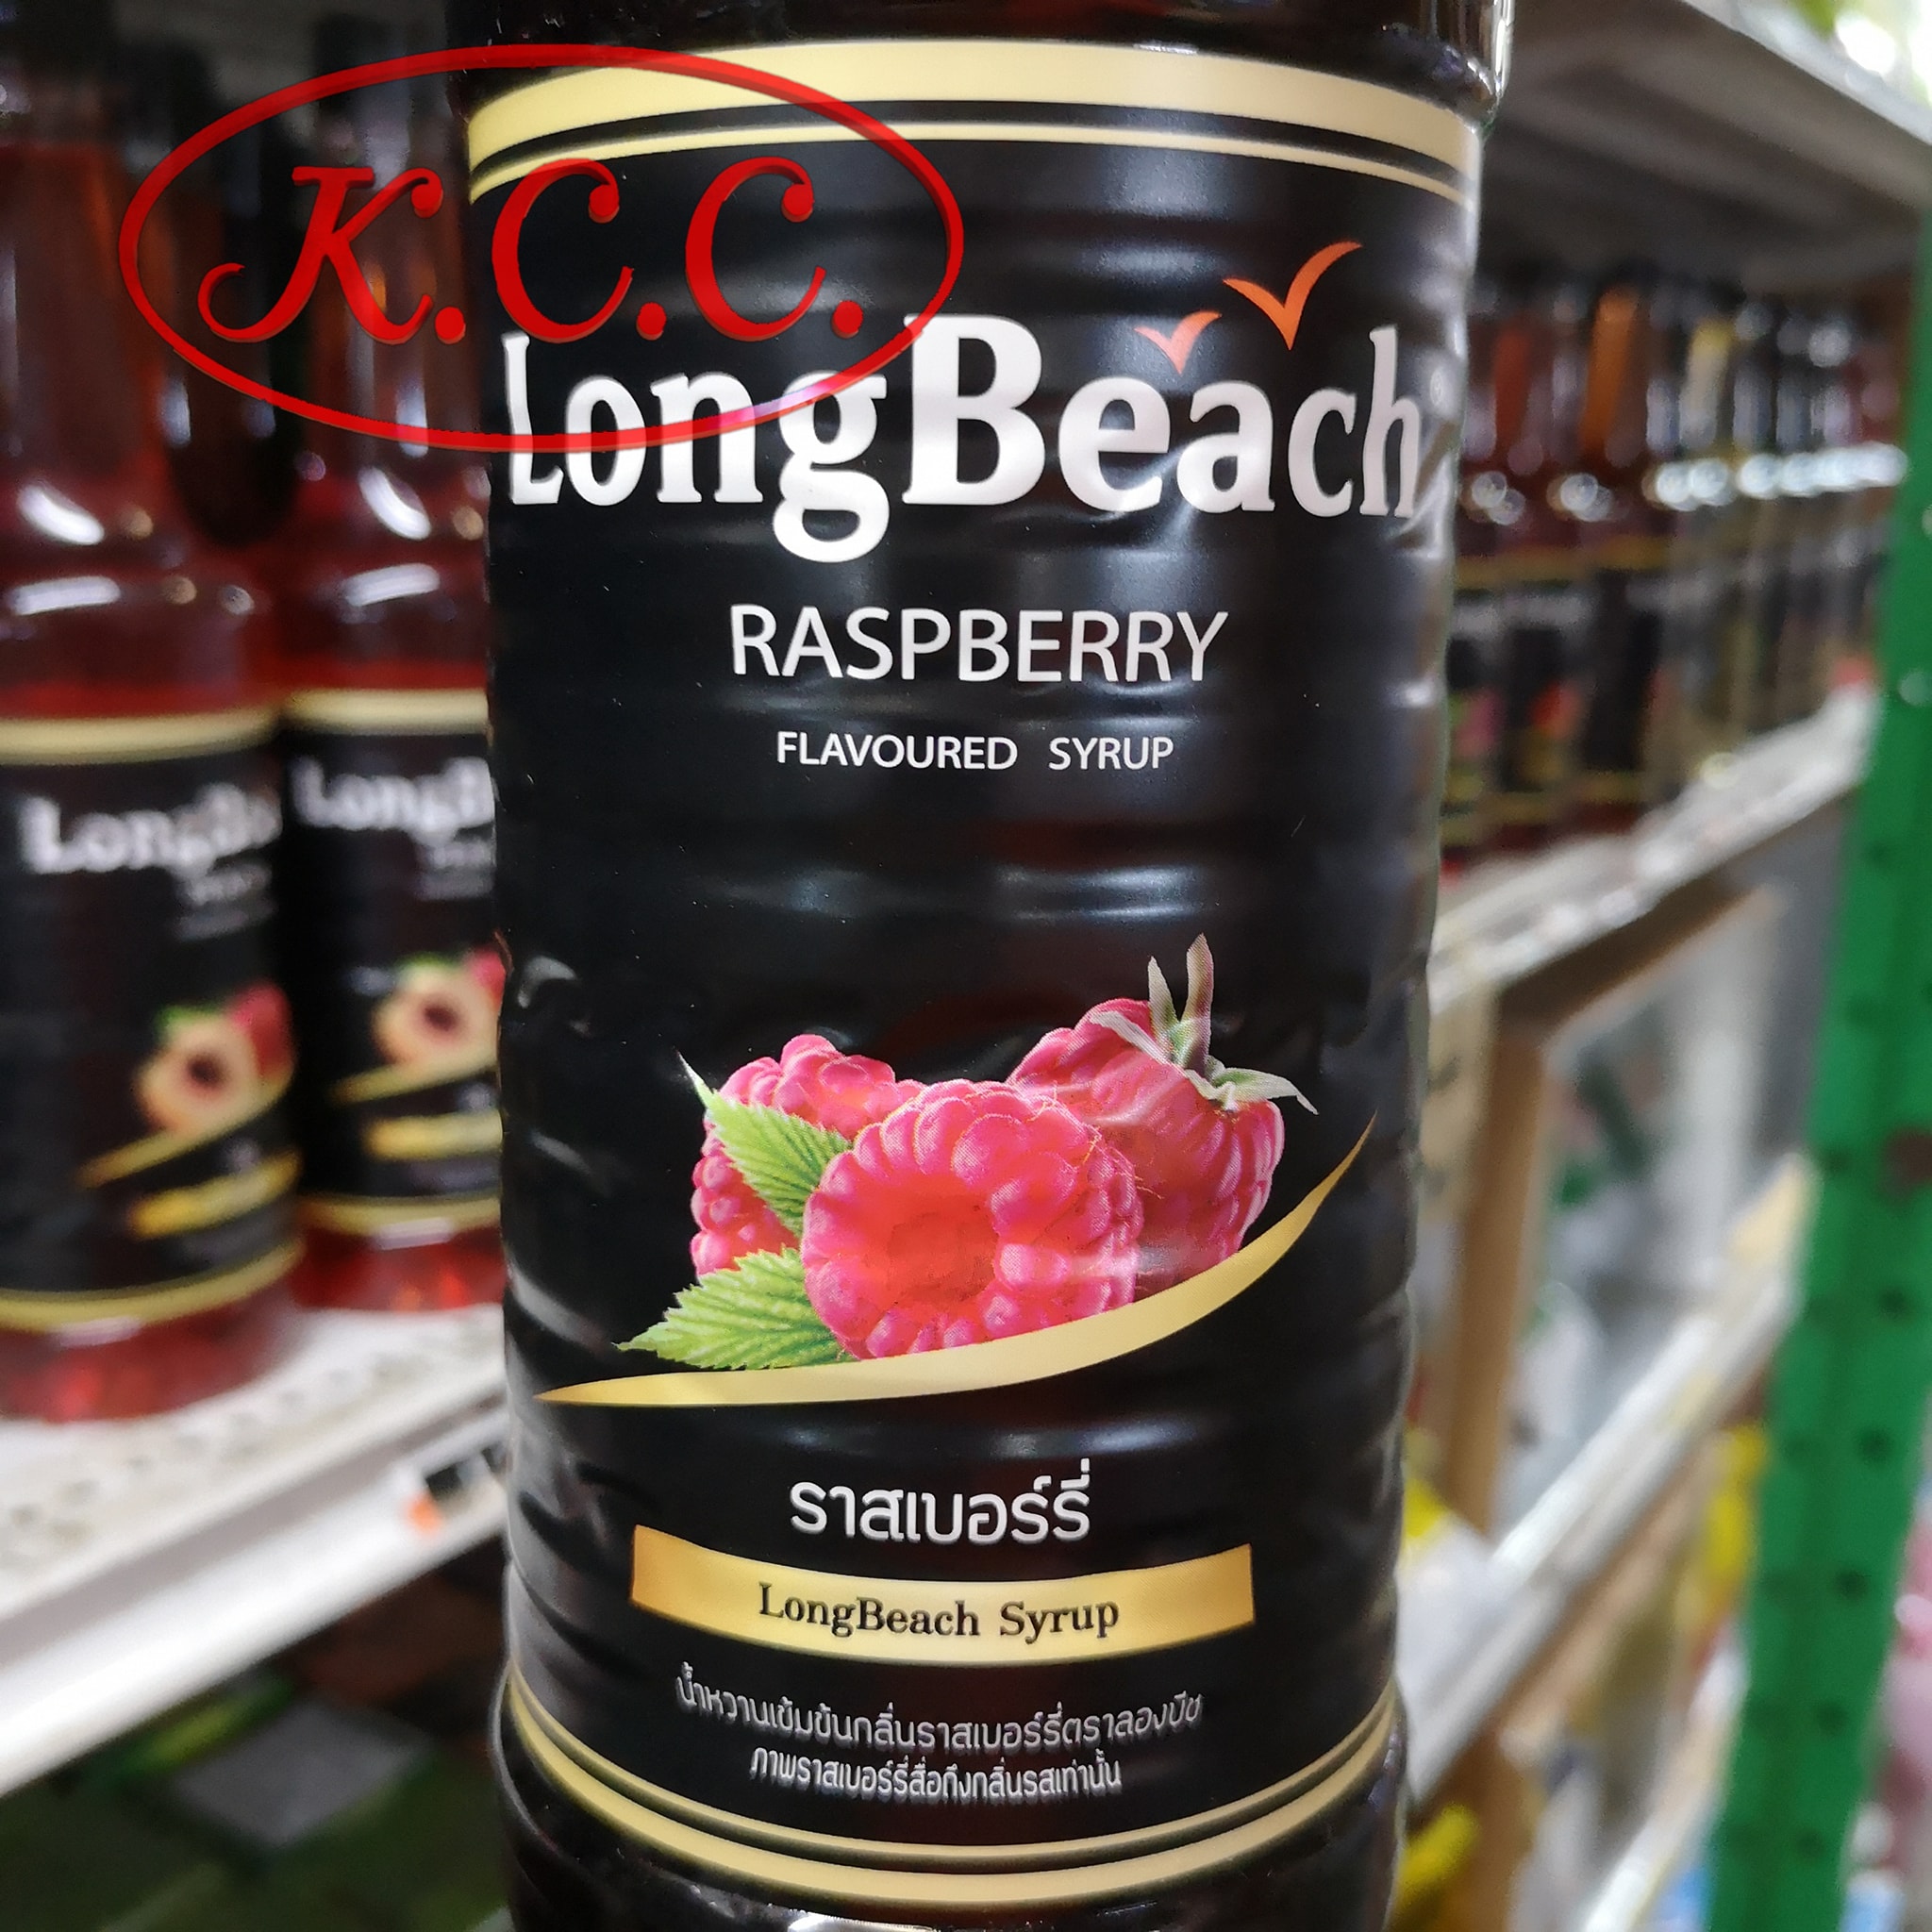 K.C.C.
LongBeach
RASPBERRY
FLAVOURED SYRUP
ราสเบอร์รี่
LongBeach Syrup
น้ำหวานเข้มข้นกลิ่นราสเบอร์รี่ตราลองบีช
ภาพราสเบอร์รี่สื่อถึงกลิ่นรสเท่านั้น